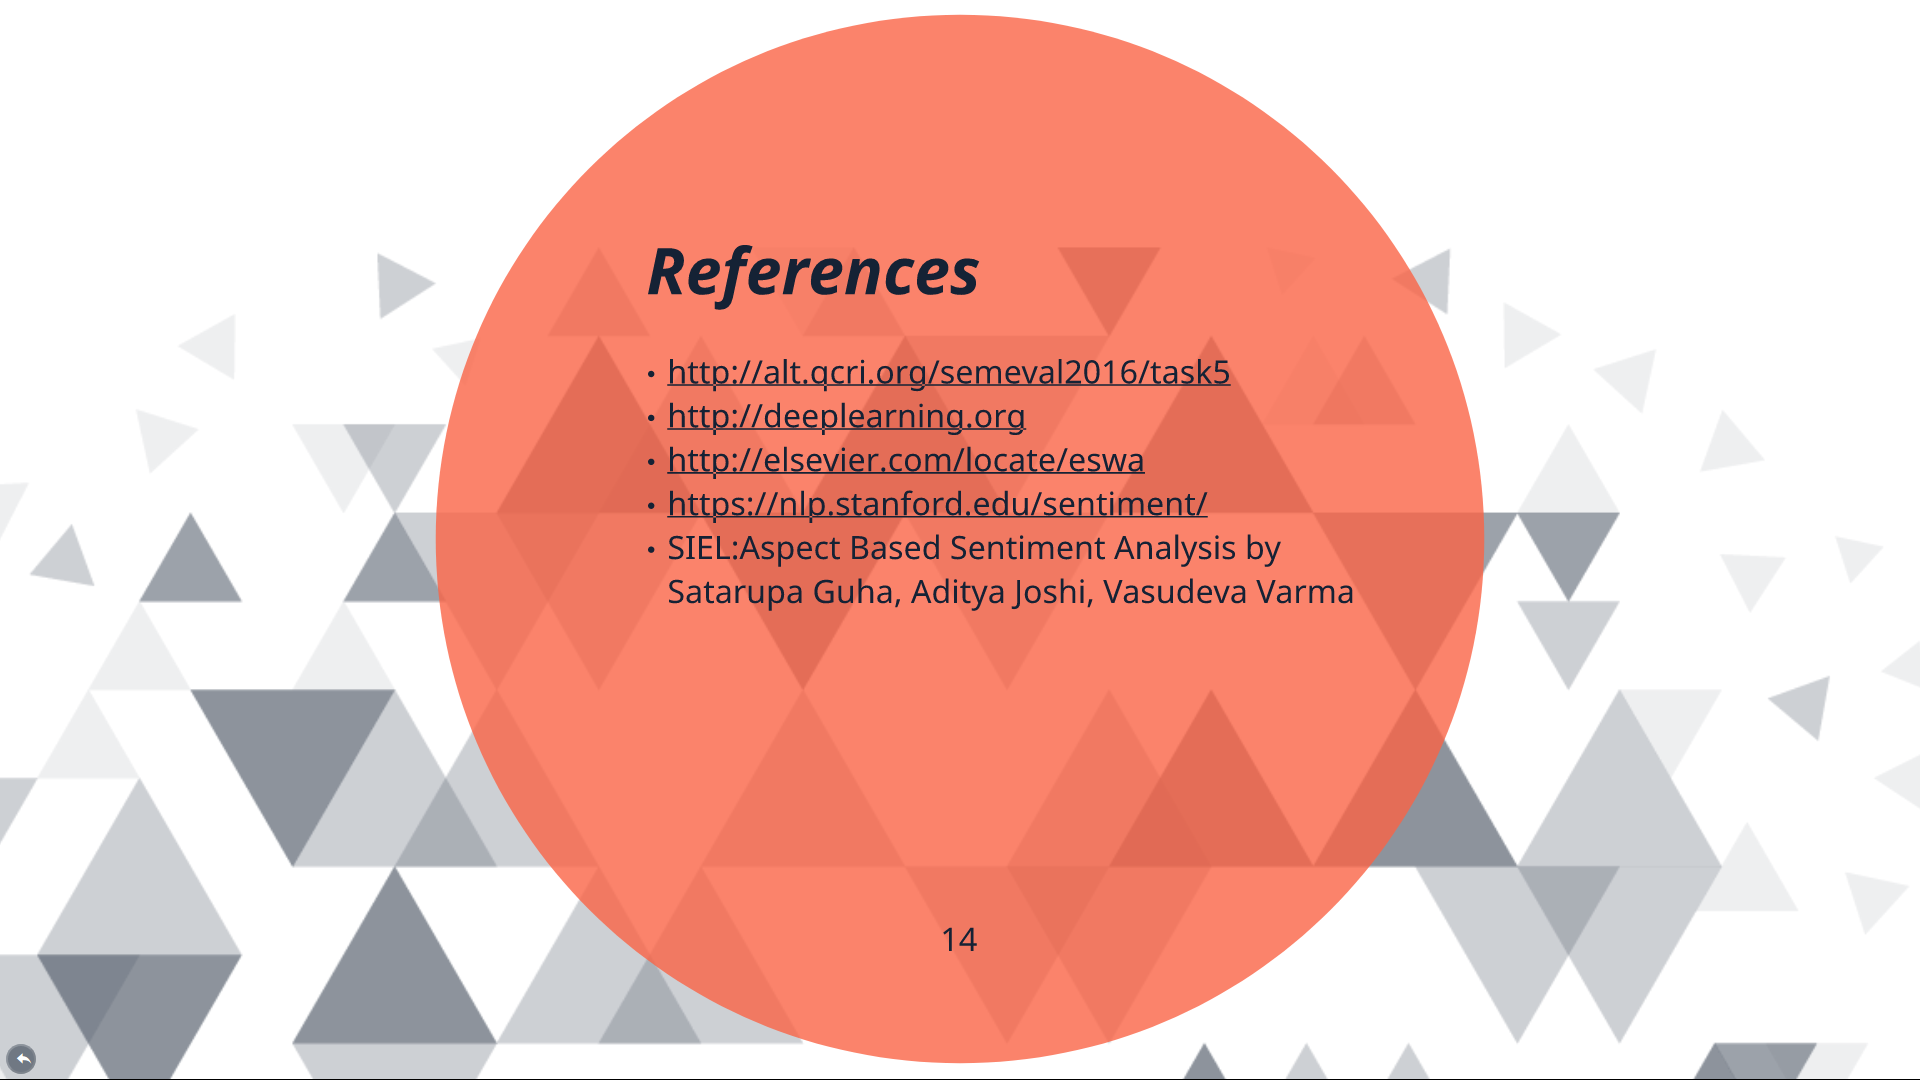 References
• http://alt.qcri.org/semeval2016/task5
• http://deeplearning.org
• http://elsevier.com/locate/eswa
• https://nlp.stanford.edu/sentiment/
• SIEL:Aspect Based Sentiment Analysis by
Satarupa Guha, Aditya Joshi, Vasudeva Varma
14